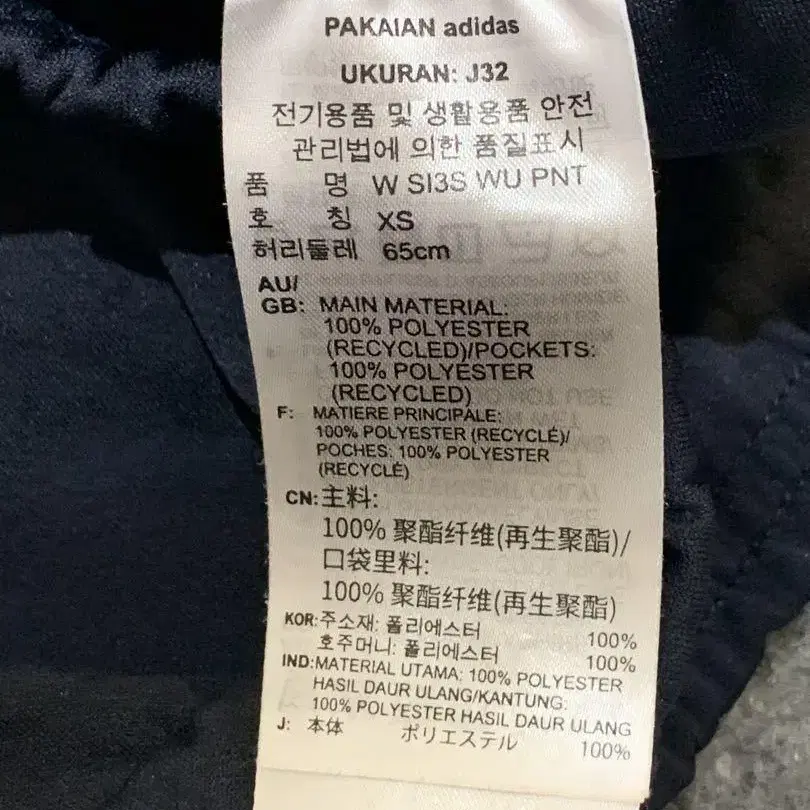 PAKAIAN adidas
UKURAN: J32
전기용품 및 생활용품 안전
관리법에 의한 품질표시
품 명 W SI3S WU PNT
호 칭 XS
허리둘레 65cm
AU/
GB: MAIN MATERIAL:
100% POLYESTER
(RECYCLED)/POCKETS:
100% POLYESTER
(RECYCLED)
F: MATIERE PRINCIPALE:
100% POLYESTER (RECYCLÉ)/
POCHES: 100% POLYESTER
(RECYCLÉ)
CN:主料:
100% 聚酯纤维(再生聚酯)/
口袋里料:
100% 聚酯纤维(再生聚酯)
KOR:주소재: 폴리에스터 100%
호주머니: 폴리에스터 100%
IND:MATERIAL UTAMA: 100% POLYESTER
HASIL DAUR ULANG/KANTUNG:
100% POLYESTER HASIL DAUR ULANG
J: 本体 ポリエステル 100%